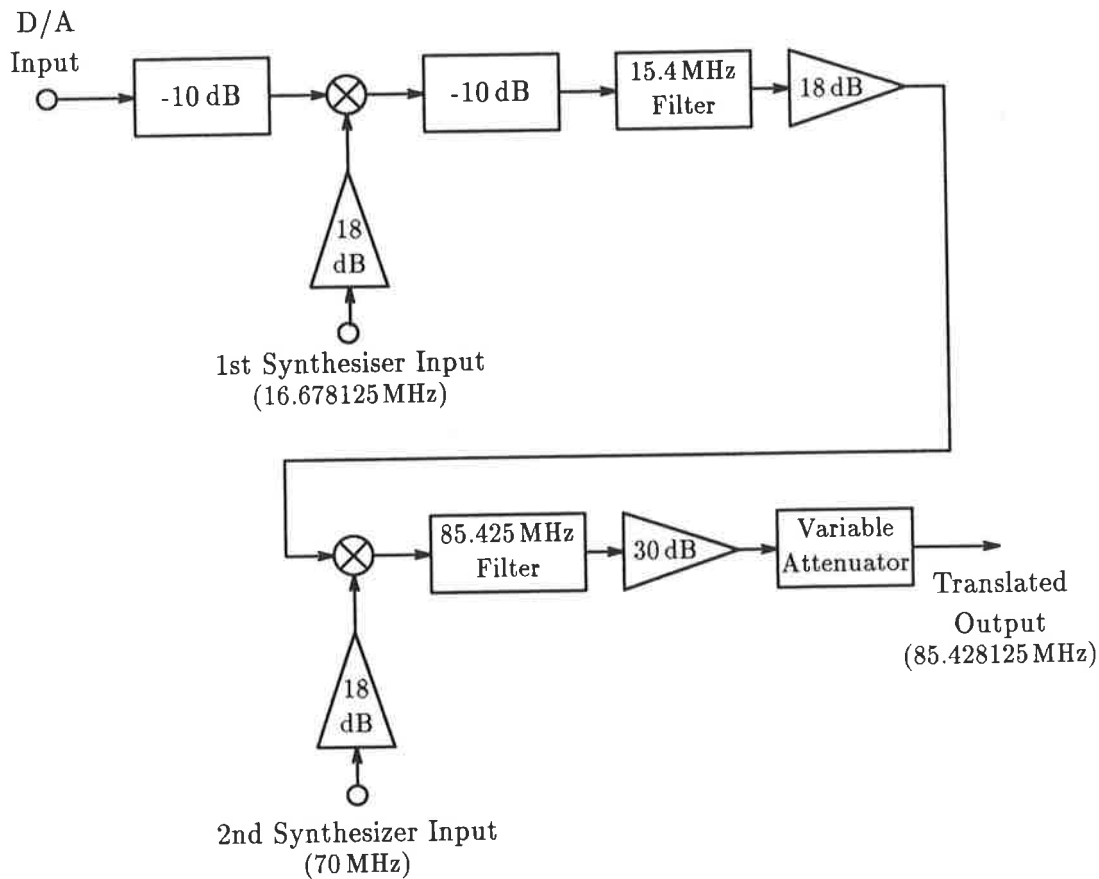 D/A
Input
-10 dB
-10 dB
15.4 MHz
Filter
18 dB
18
dB
1st Synthesiser Input
(16.678125 MHz)
85.425 MHz
Filter
30 dB
Variable
Attenuator
Translated
Output
(85.428125 MHz)
18
dB
2nd Synthesizer Input
(70 MHz)